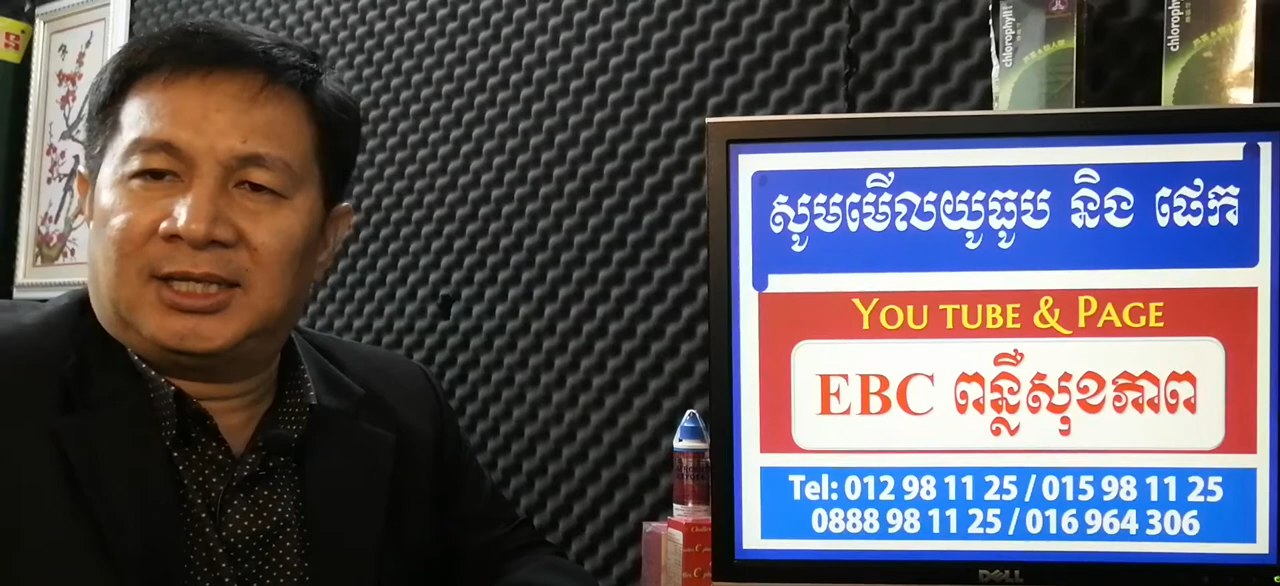 chlorophyll
chlorophyll
សូមមើលយូធូប និង ផេក
YOU TUBE & PAGE
EBC ពន្លឺសុខភាព
Tel: 012 98 11 25 / 015 98 11 25
0888 98 11 25 / 016 964 306
DELL